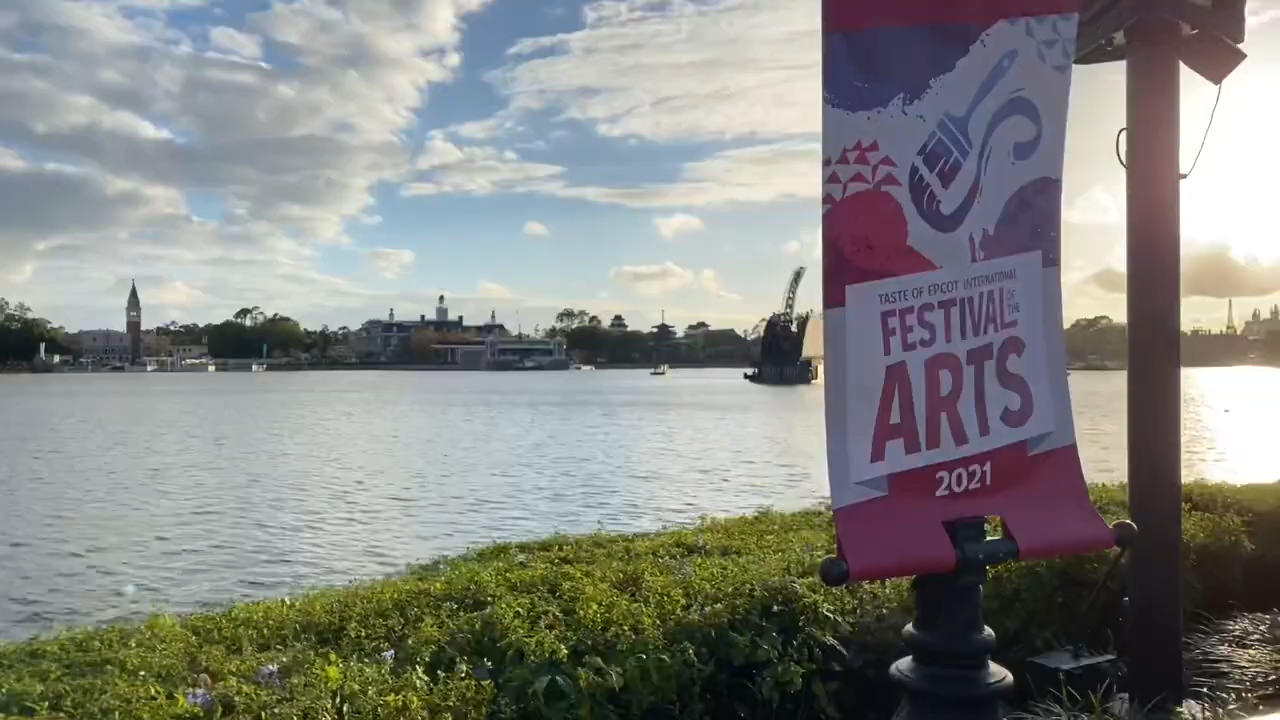 TASTE OF EPCOT INTERNATIONAL
FESTIVAL OF THE
ARTS
2021